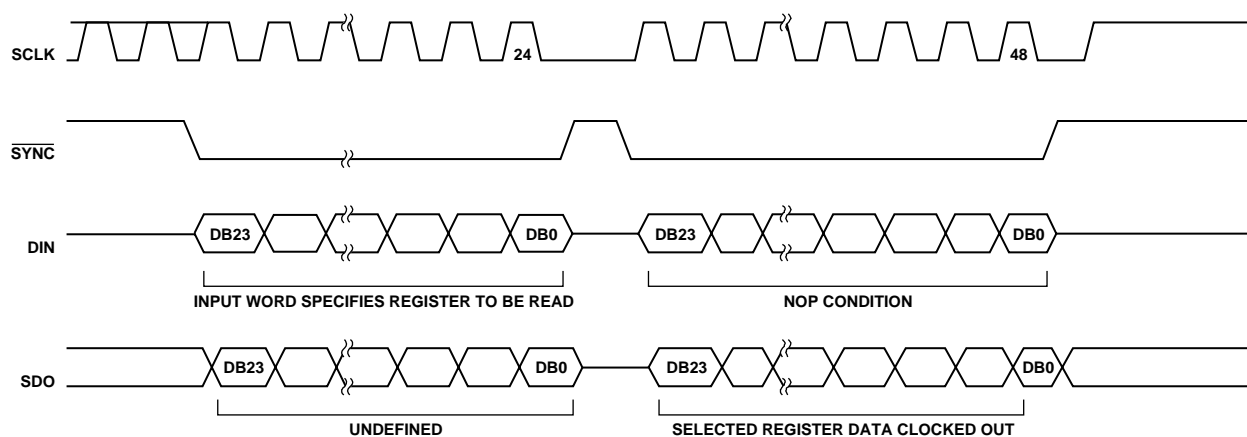 SCLK
24
48
SYNC
DIN
DB23
DB0
DB23
DB0
INPUT WORD SPECIFIES REGISTER TO BE READ
NOP CONDITION
SDO
DB23
DB0
DB23
DB0
UNDEFINED
SELECTED REGISTER DATA CLOCKED OUT